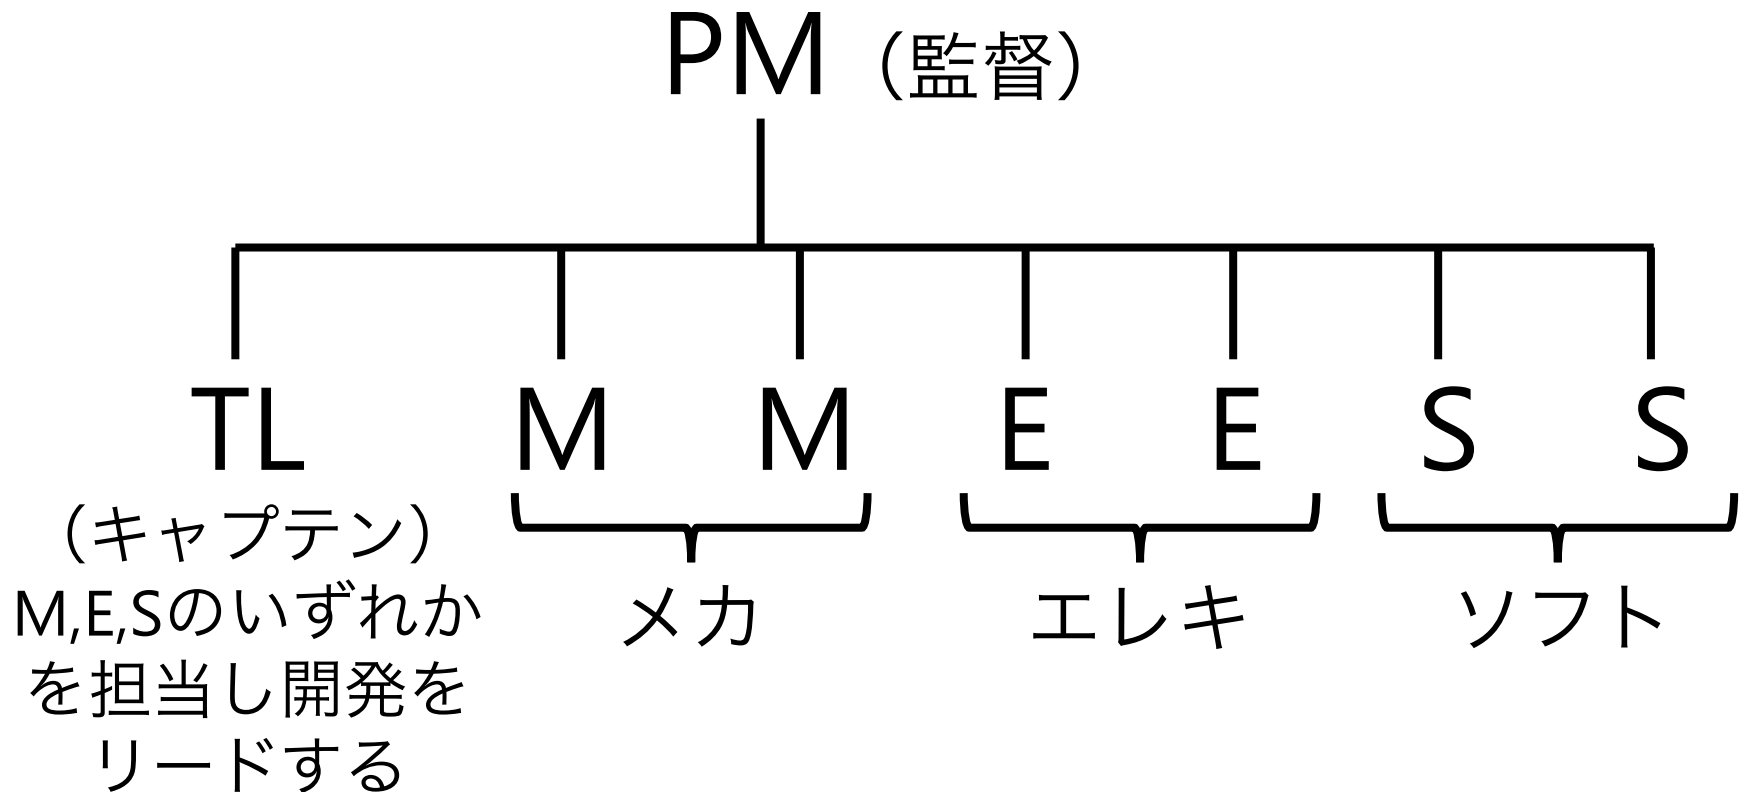 PM（監督）
TL M M E E S S
（キャプテン）
M,E,Sのいずれか
を担当し開発を
リードする
メカ
エレキ
ソフト